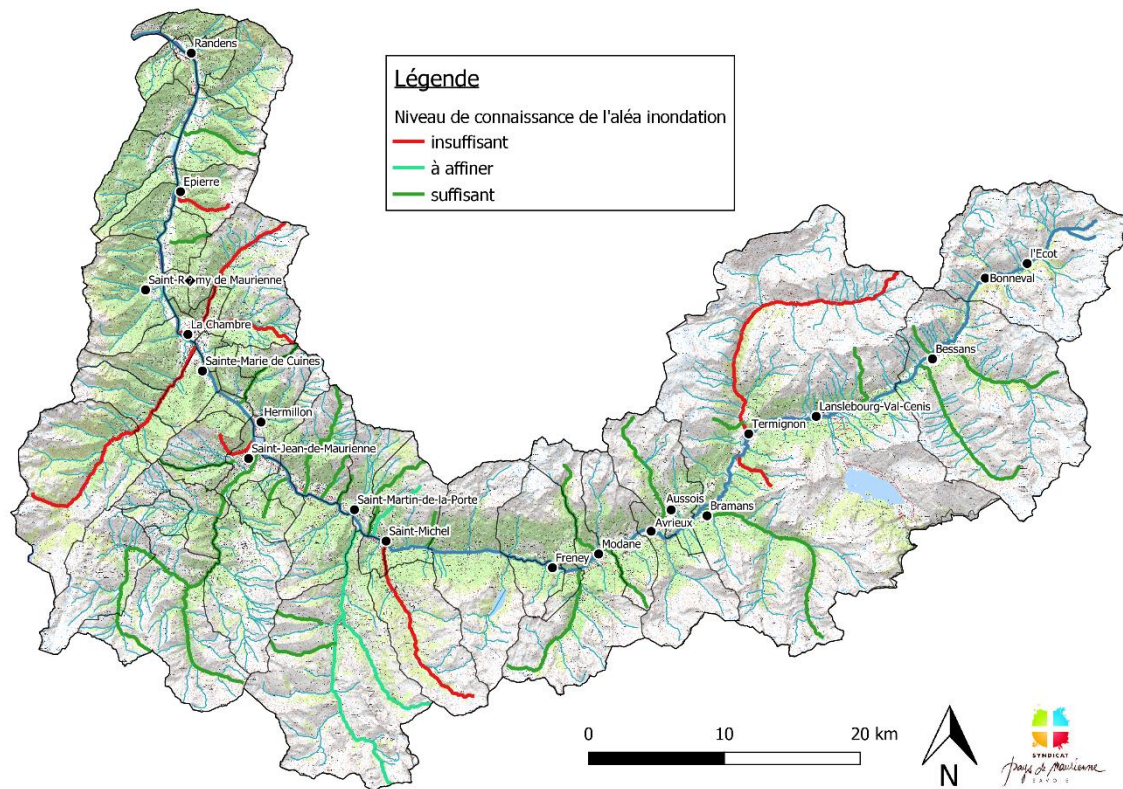 Randens
Légende
Niveau de connaissance de l'aléa inondation
insuffisant
à affiner
suffisant
Epierre
l'Ecot
Saint-R�my de Maurienne
Bonneval
La Chambre
Bessans
Sainte-Marie de Cuines
Lanslebourg-Val-Cenis
Hermillon
Termignon
Saint-Jean-de-Maurienne
Saint-Martin-de-la-Porte
Aussois
Bramans
Avrieux
Saint-Michel
Modane
Freney
0 10 20 km
N
SYNDICAT
pays de maurienne
SAVOIE